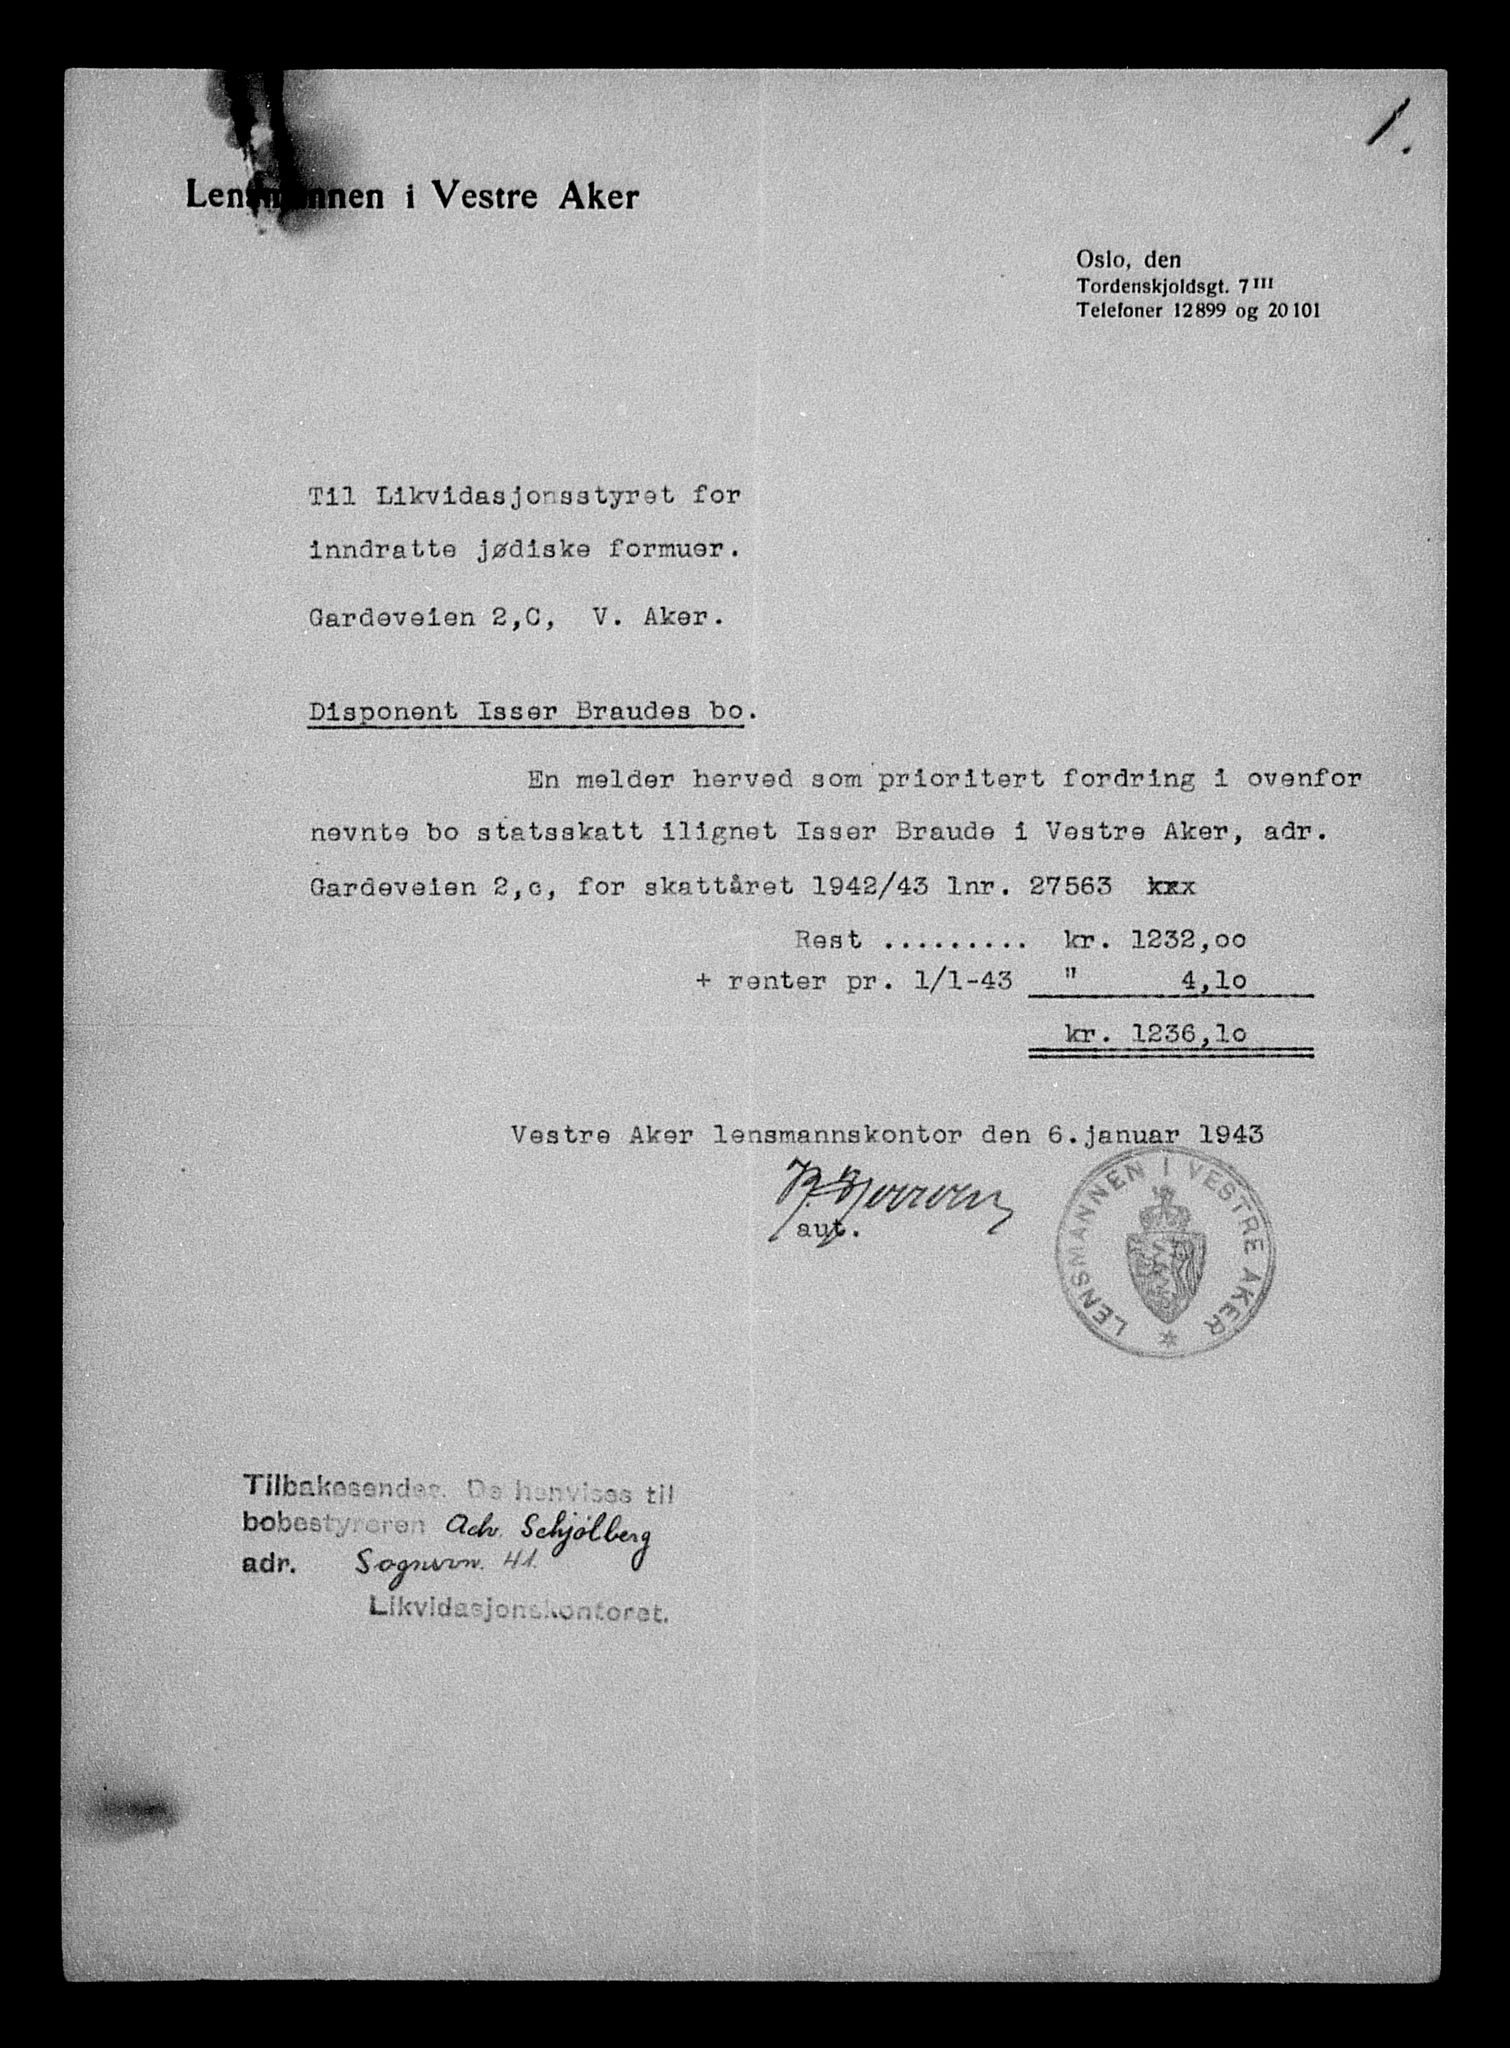 1.
Lensmannen i Vestre Aker
Oslo, den
Tordenskjoldsgt. 7 III
Telefoner 12899 og 20101
Til Likvidasjonsstyret for
inndratte jødiske formuer.
Gardeveien 2,C, V. Aker.
Disponent Isser Braudes bo.
En melder herved som prioritert fordring i ovenfor
nevnte bo statsskatt ilignet Isser Braude i Vestre Aker, adr.
Gardeveien 2,c, for skattåret 1942/43 lnr. 27563
Rest ......... kr. 1232,oo
+ renter pr. 1/1-43 " 4,1o
kr. 1236,1o
Vestre Aker lensmannskontor den 6.januar 1943
aut.
LENSMANNEN I VESTRE AKER
Tilbakesendes. De henvises til
bobestyreren Adv. Schjølberg
adr. Sognsvn. 41.
Likvidasjonskontoret.